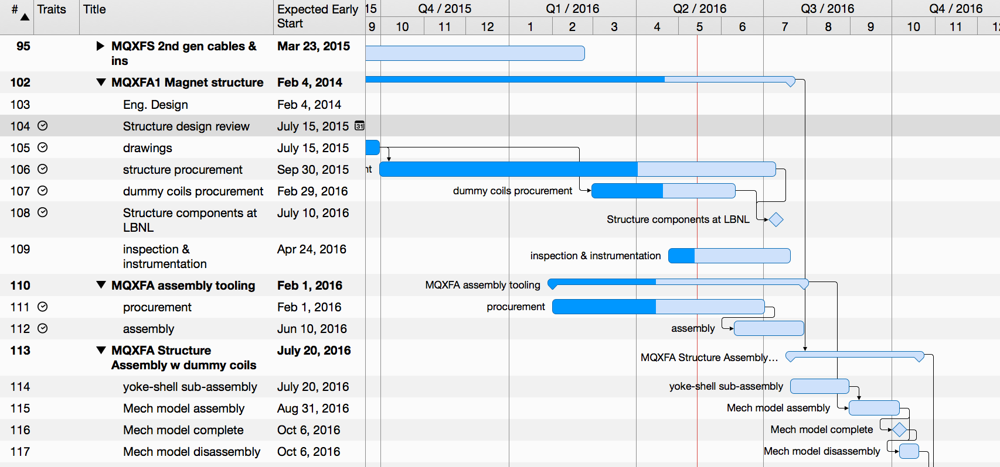 # Traits Title Expected Early Start 15 Q4 / 2015 Q1 / 2016 Q2 / 2016 Q3 / 2016 Q4 / 2016
9 10 11 12 1 2 3 4 5 6 7 8 9 10 11 12
95 MQXFS 2nd gen cables & Mar 23, 2015
ins
102 MQXFA1 Magnet structure Feb 4, 2014
103 Eng. Design Feb 4, 2014
104 Structure design review July 15, 2015 31
105 drawings July 15, 2015
106 structure procurement Sep 30, 2015 nt
107 dummy coils procurement Feb 29, 2016 dummy coils procurement
108 Structure components at July 10, 2016 Structure components at LBNL
LBNL
109 inspection & Apr 24, 2016 inspection & instrumentation
instrumentation
110 MQXFA assembly tooling Feb 1, 2016 MQXFA assembly tooling
111 procurement Feb 1, 2016 procurement
112 assembly Jun 10, 2016 assembly
113 MQXFA Structure July 20, 2016 MQXFA Structure Assembly...
Assembly w dummy coils
114 yoke-shell sub-assembly July 20, 2016 yoke-shell sub-assembly
115 Mech model assembly Aug 31, 2016 Mech model assembly
116 Mech model complete Oct 6, 2016 Mech model complete
117 Mech model disassembly Oct 6, 2016 Mech model disassembly